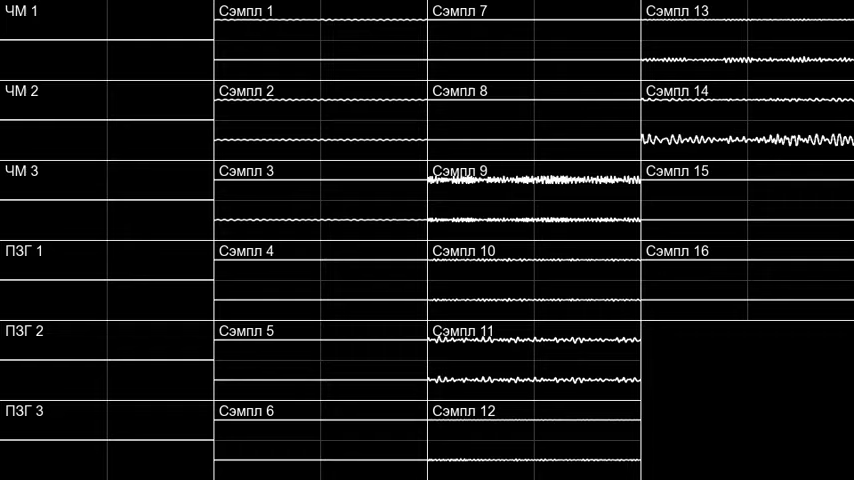 ЧМ 1
ЧМ 2
ЧМ 3
ПЗГ 1
ПЗГ 2
ПЗГ 3
Сэмпл 1
Сэмпл 2
Сэмпл 3
Сэмпл 4
Сэмпл 5
Сэмпл 6
Сэмпл 7
Сэмпл 8
Сэмпл 9
Сэмпл 10
Сэмпл 11
Сэмпл 12
Сэмпл 13
Сэмпл 14
Сэмпл 15
Сэмпл 16